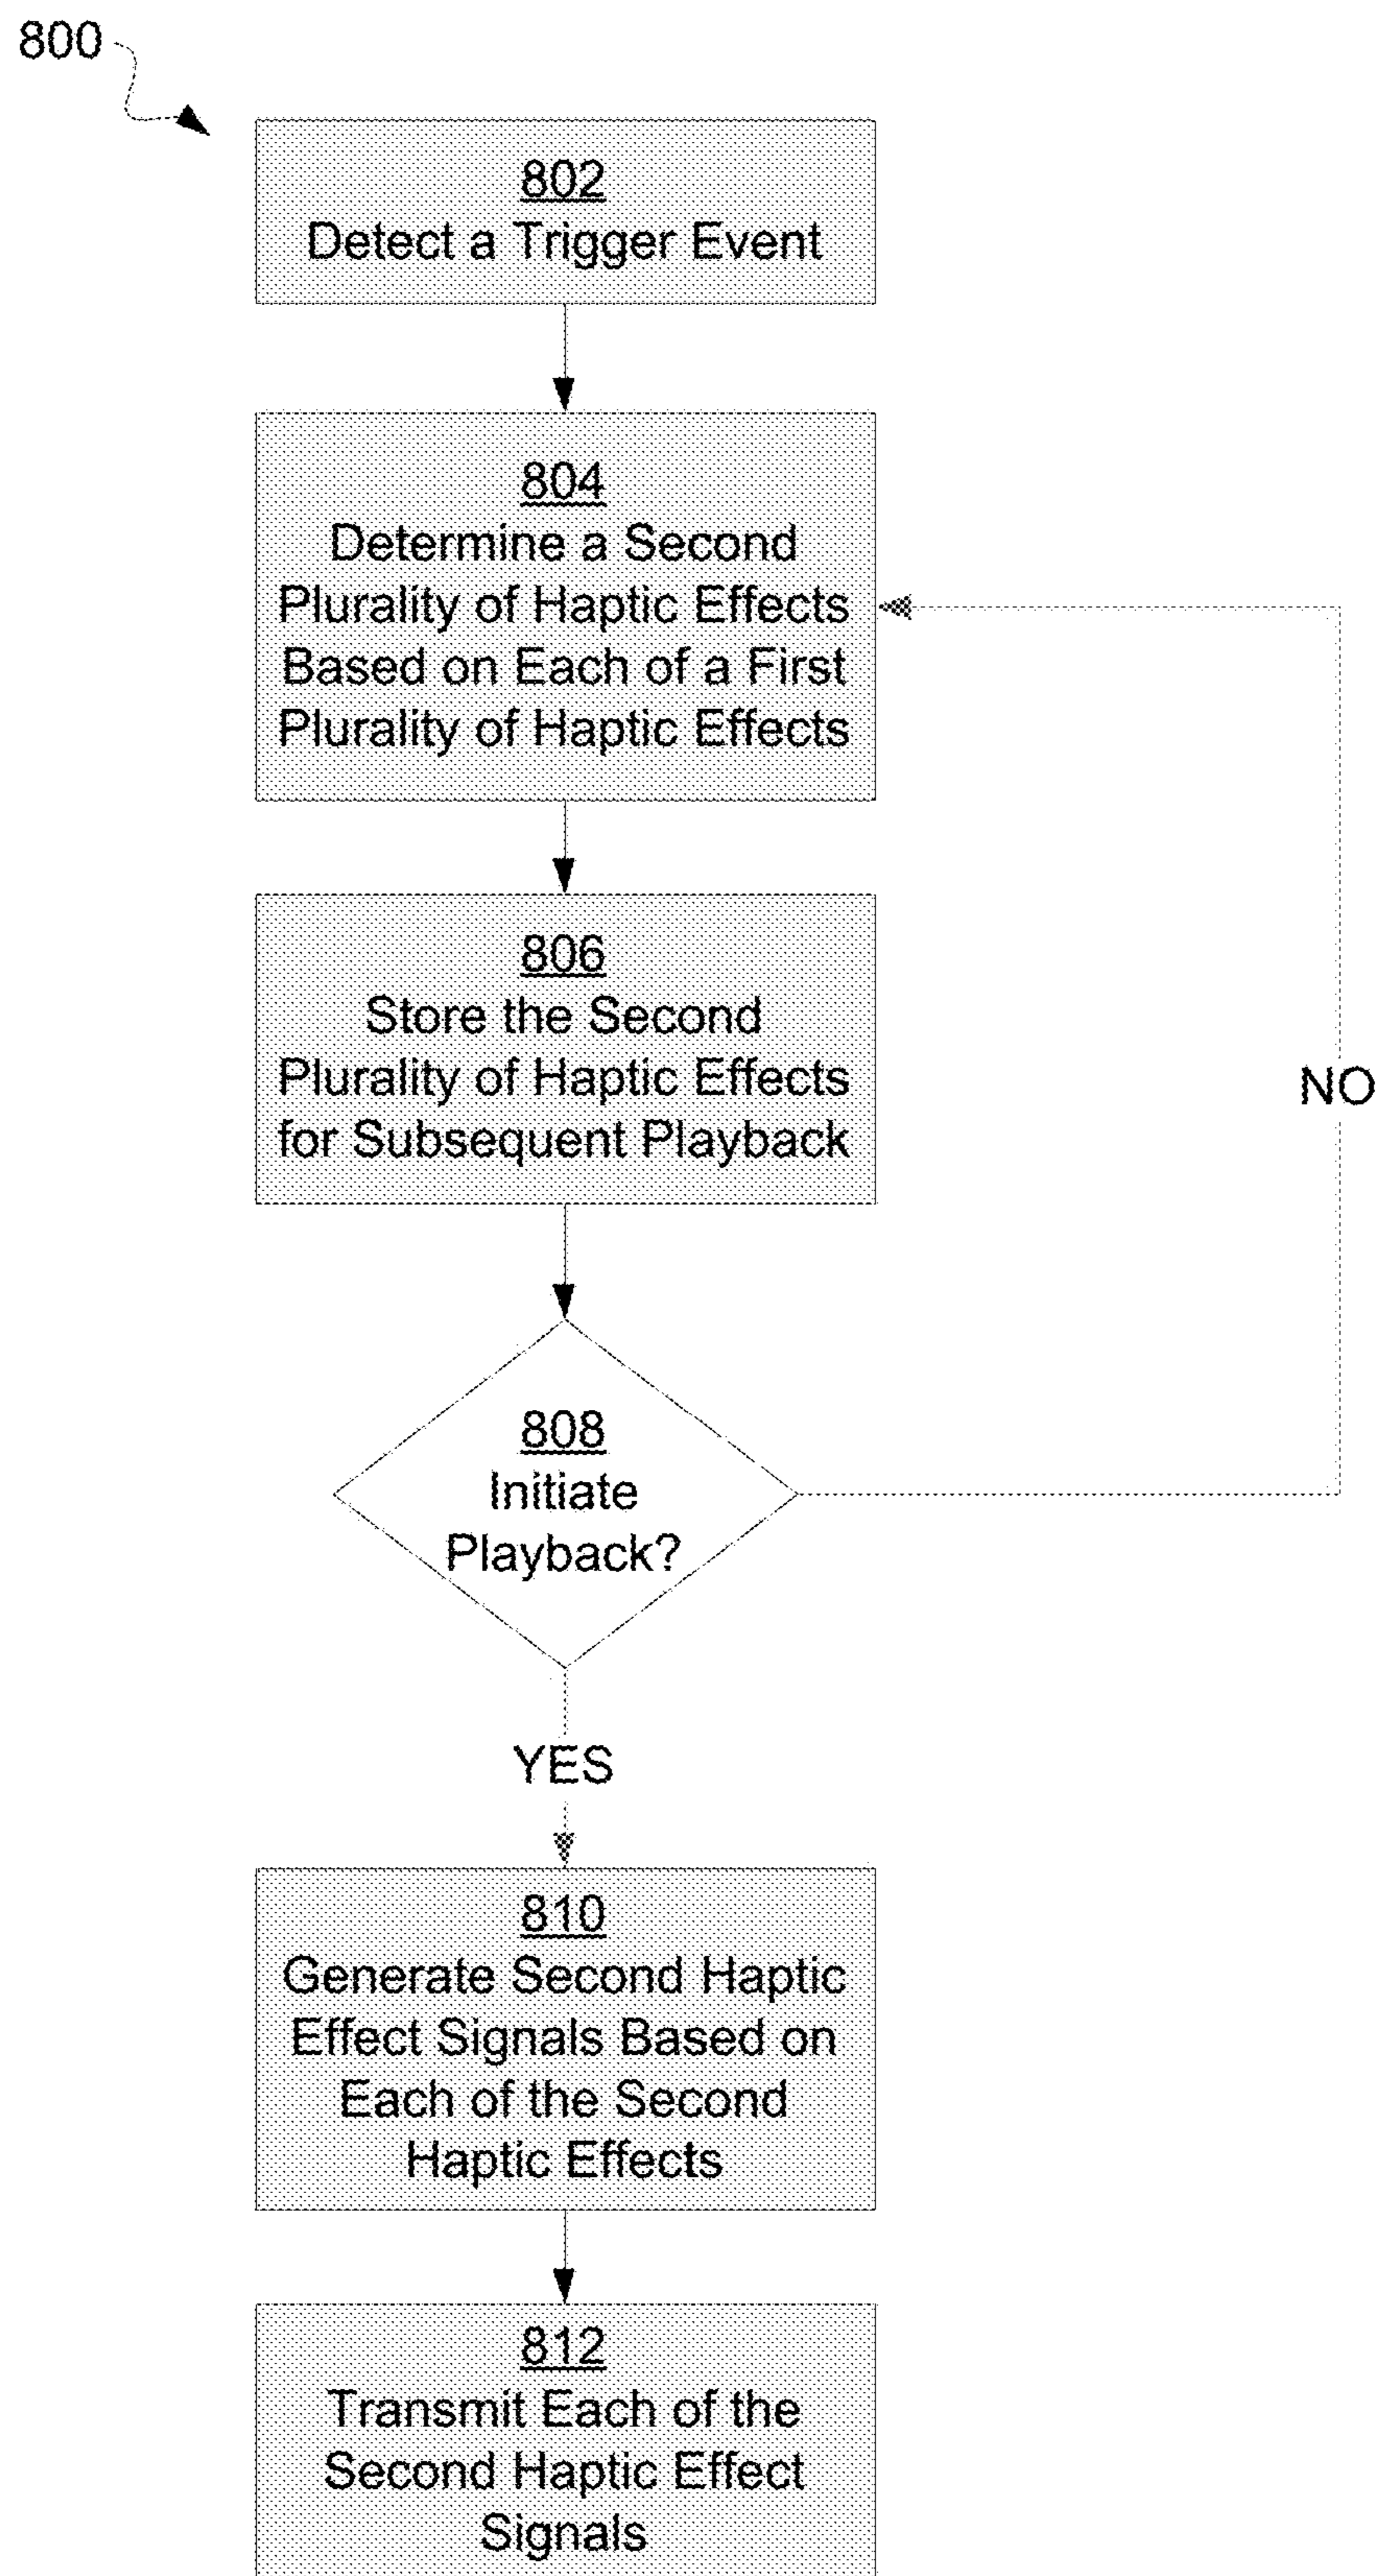 800
802
Detect a Trigger Event
804
Determine a Second
Plurality of Haptic Effects
Based on Each of a First
Plurality of Haptic Effects
806
Store the Second
Plurality of Haptic Effects
for Subsequent Playback
NO
808
Initiate
Playback?
YES
810
Generate Second Haptic
Effect Signals Based on
Each of the Second
Haptic Effects
812
Transmit Each of the
Second Haptic Effect
Signals